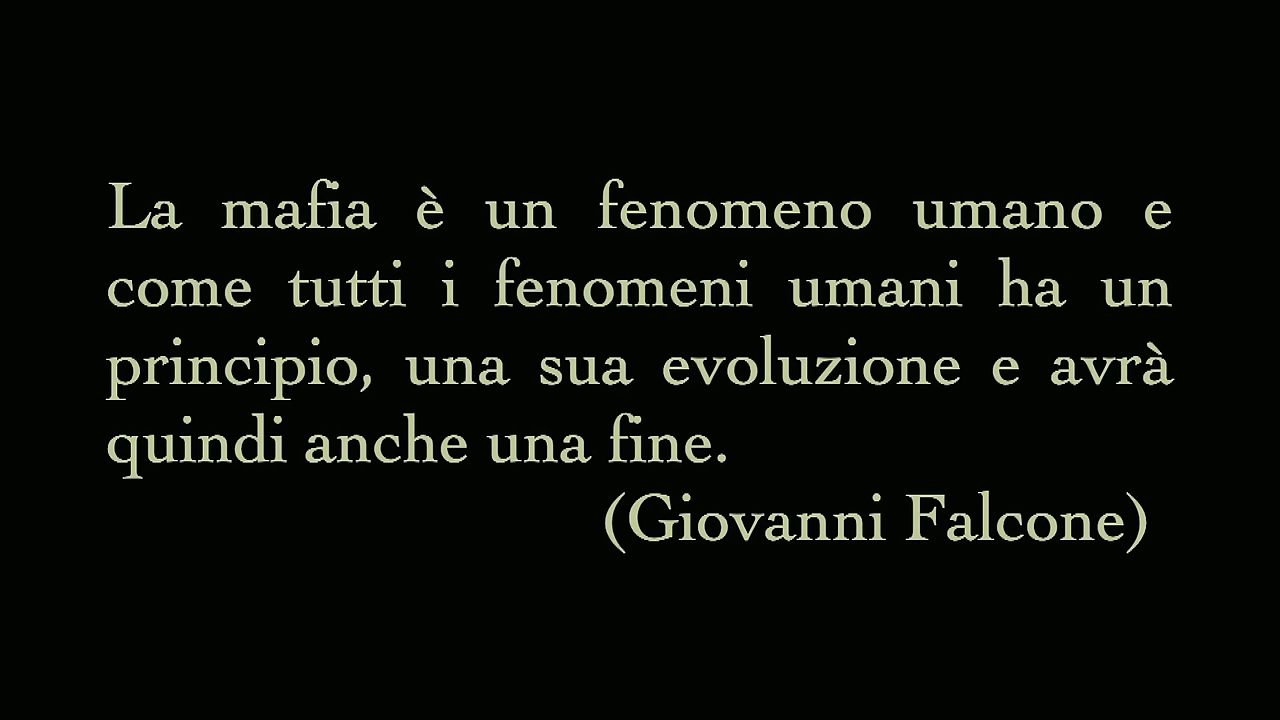 La mafia è un fenomeno umano e
come tutti i fenomeni umani ha un
principio, una sua evoluzione e avrà
quindi anche una fine.
(Giovanni Falcone)